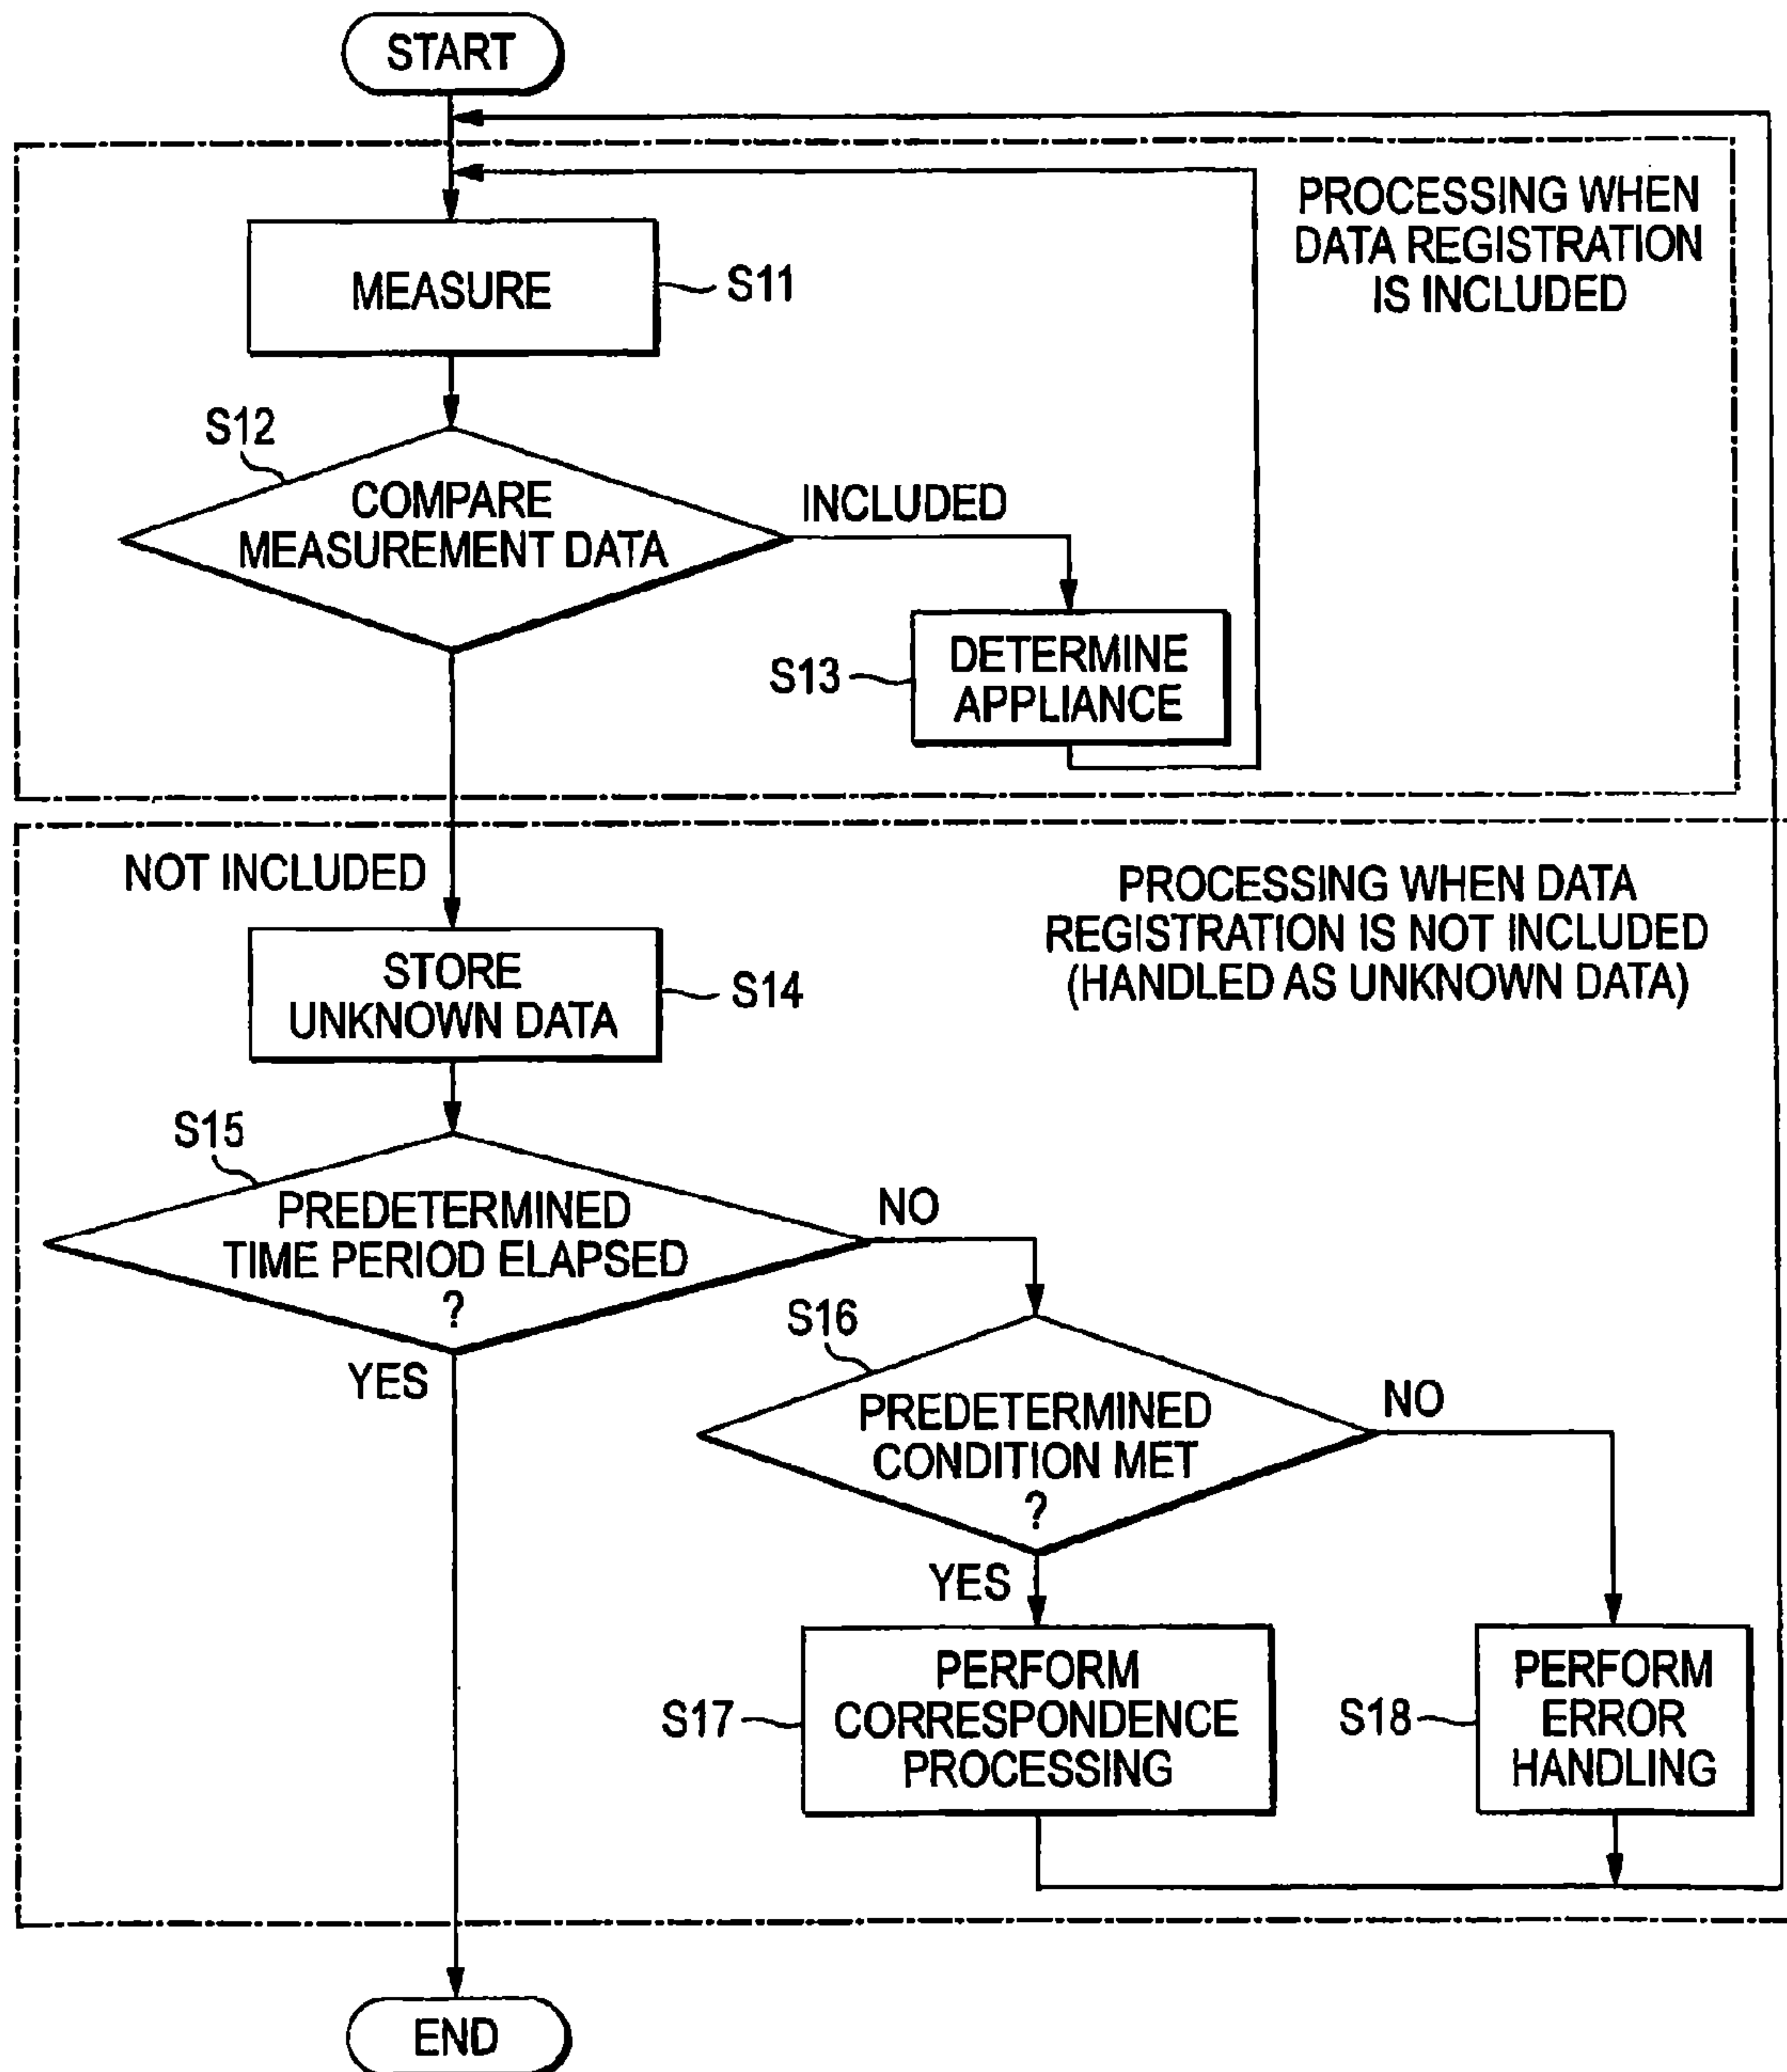 START
PROCESSING WHEN
DATA REGISTRATION
IS INCLUDED
MEASURE
S11
S12
COMPARE
MEASUREMENT DATA
INCLUDED
S13
DETERMINE
APPLIANCE
NOT INCLUDED
PROCESSING WHEN DATA
REGISTRATION IS NOT INCLUDED
(HANDLED AS UNKNOWN DATA)
STORE
UNKNOWN DATA
S14
S15
PREDETERMINED
TIME PERIOD ELAPSED
?
NO
YES
S16
PREDETERMINED
CONDITION MET
?
NO
YES
S17
PERFORM
CORRESPONDENCE
PROCESSING
S18
PERFORM
ERROR
HANDLING
END